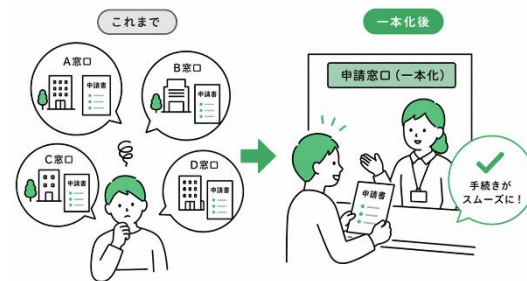 これまで
A窓口
申請書
B窓口
申請書
C窓口
申請書
D窓口
申請書
一本化後
申請窓口（一本化）
申請書
手続きが
スムーズに！